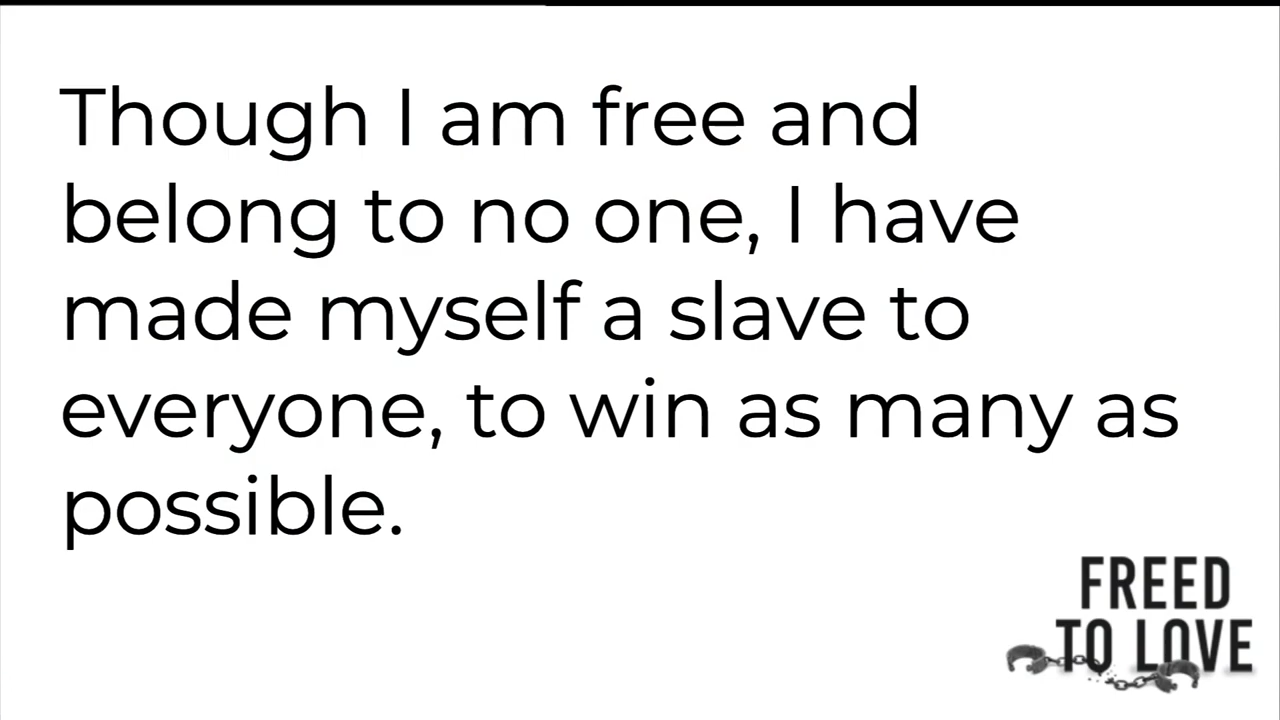 Though I am free and
belong to no one, I have
made myself a slave to
everyone, to win as many as
possible.
FREED
TO LOVE